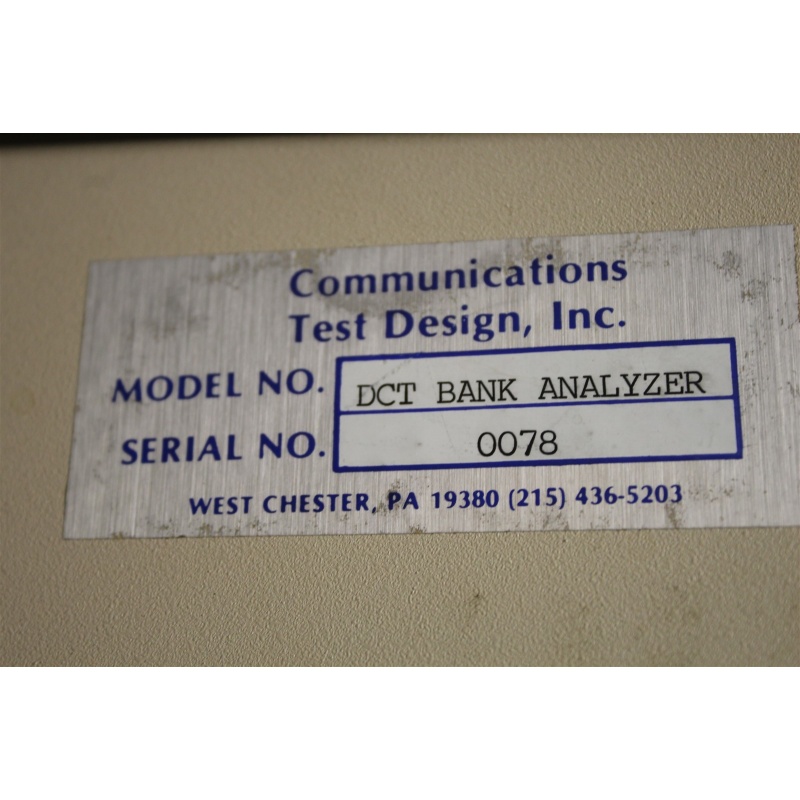 Communications
Test Design, Inc.
MODEL NO. DCT BANK ANALYZER
SERIAL NO. 0078
WEST CHESTER, PA 19380 (215) 436-5203